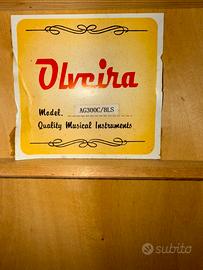 Olveira
Model. AG300C/BLS
Quality Musical Instruments
subito